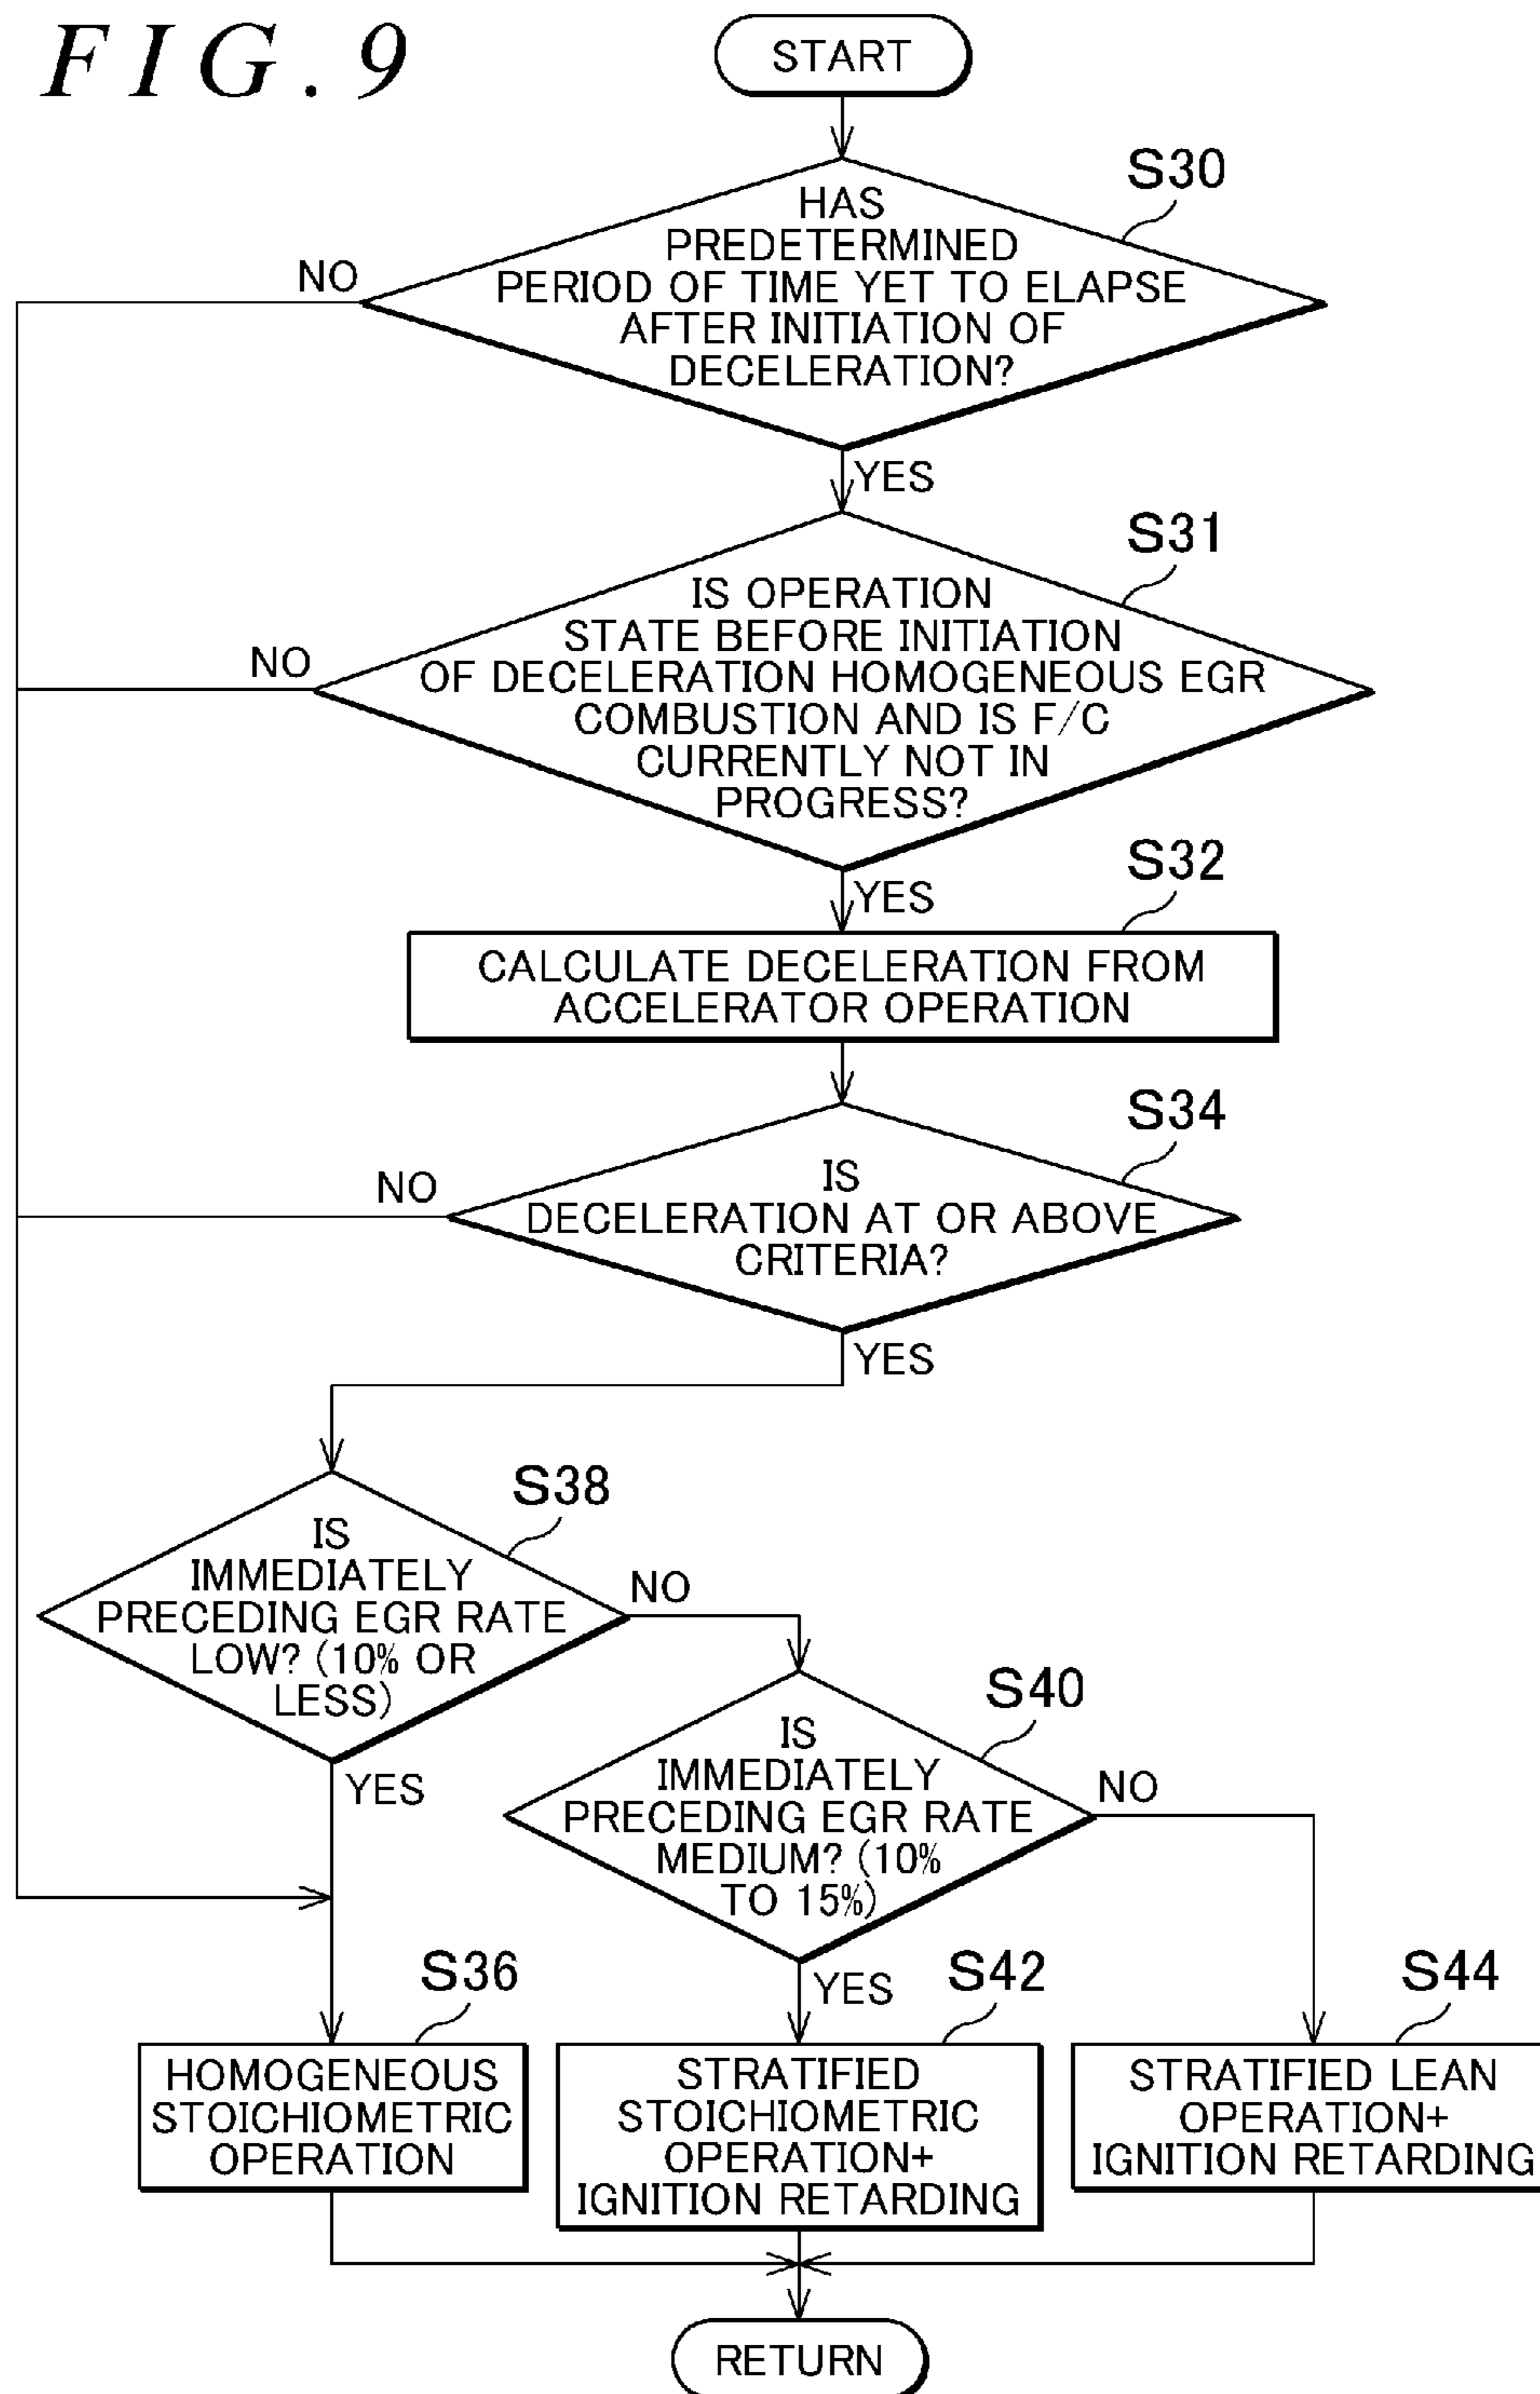 FIG. 9
START
S30
HAS
PREDETERMINED
PERIOD OF TIME YET TO ELAPSE
AFTER INITIATION OF
DECELERATION?
NO
YES
S31
IS OPERATION
STATE BEFORE INITIATION
OF DECELERATION HOMOGENEOUS EGR
COMBUSTION AND IS F/C
CURRENTLY NOT IN
PROGRESS?
NO
YES
S32
CALCULATE DECELERATION FROM
ACCELERATOR OPERATION
S34
IS
DECELERATION AT OR ABOVE
CRITERIA?
NO
YES
S38
IS
IMMEDIATELY
PRECEDING EGR RATE
LOW? (10% OR
LESS)
NO
YES
S40
IS
IMMEDIATELY
PRECEDING EGR RATE
MEDIUM? (10%
TO 15%)
NO
YES
S36
HOMOGENEOUS
STOICHIOMETRIC
OPERATION
S42
STRATIFIED
STOICHIOMETRIC
OPERATION+
IGNITION RETARDING
S44
STRATIFIED LEAN
OPERATION+
IGNITION RETARDING
RETURN